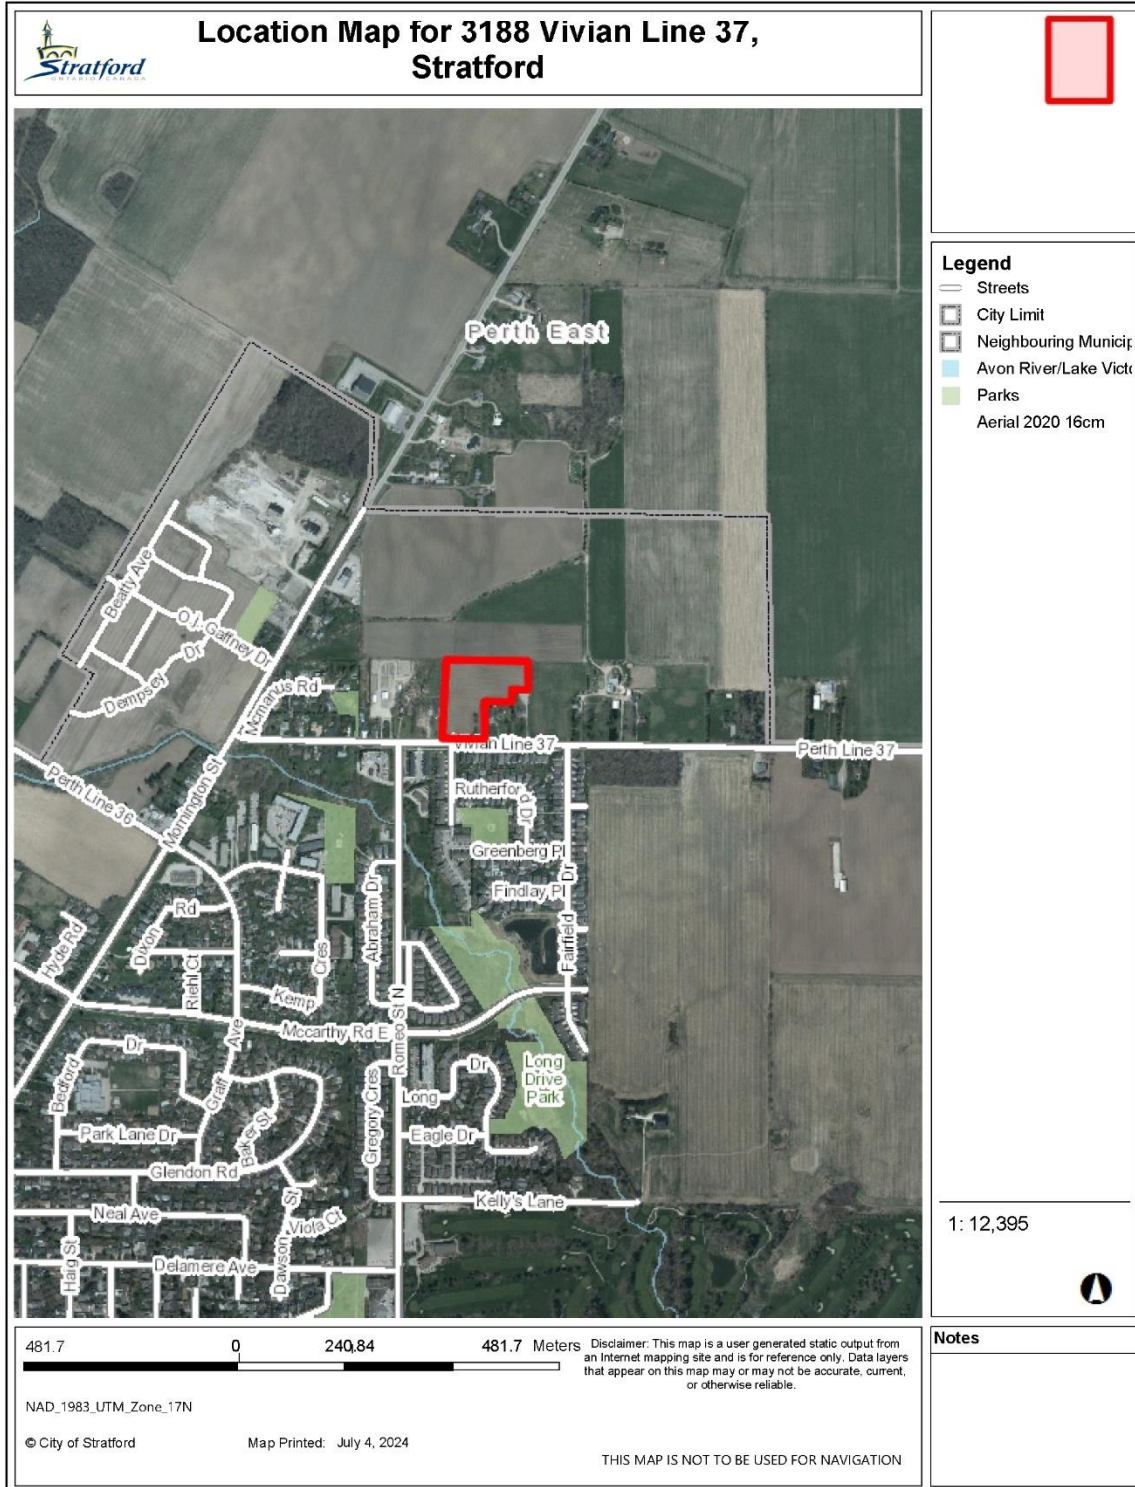 Stratford
ONTARIO CANADA
Location Map for 3188 Vivian Line 37,
Stratford
Legend
Streets
City Limit
Neighbouring Municip
Avon River/Lake Victo
Parks
Aerial 2020 16cm
Perth East
Beatty Ave
O.J. Gaffney Dr
Dempsey Dr
Mcmanus Rd
Vivian Line 37
Perth Line 37
Perth Line 36
Mornington St
Rutherford Dr
Greenberg Pl
Findlay Pl
Fairfield Dr
Abraham Dr
Hyde Rd
Dixon Rd
Riehl Ct
Kemp Cres
Mccarthy Rd E
Romeo St N
Graff Ave
Bedford Dr
Long Dr
Long
Drive
Park
Gregory Cres
Eagle Dr
Park Lane Dr
Baker St
Glendon Rd
Kelly's Lane
Neal Ave
Viola Ct
Haig St
Delamere Ave
Dawson St
1: 12,395
481.7 0 240.84 481.7 Meters
Disclaimer: This map is a user generated static output from
an Internet mapping site and is for reference only. Data layers
that appear on this map may or may not be accurate, current,
or otherwise reliable.
NAD_1983_UTM_Zone_17N
© City of Stratford Map Printed: July 4, 2024
THIS MAP IS NOT TO BE USED FOR NAVIGATION
Notes